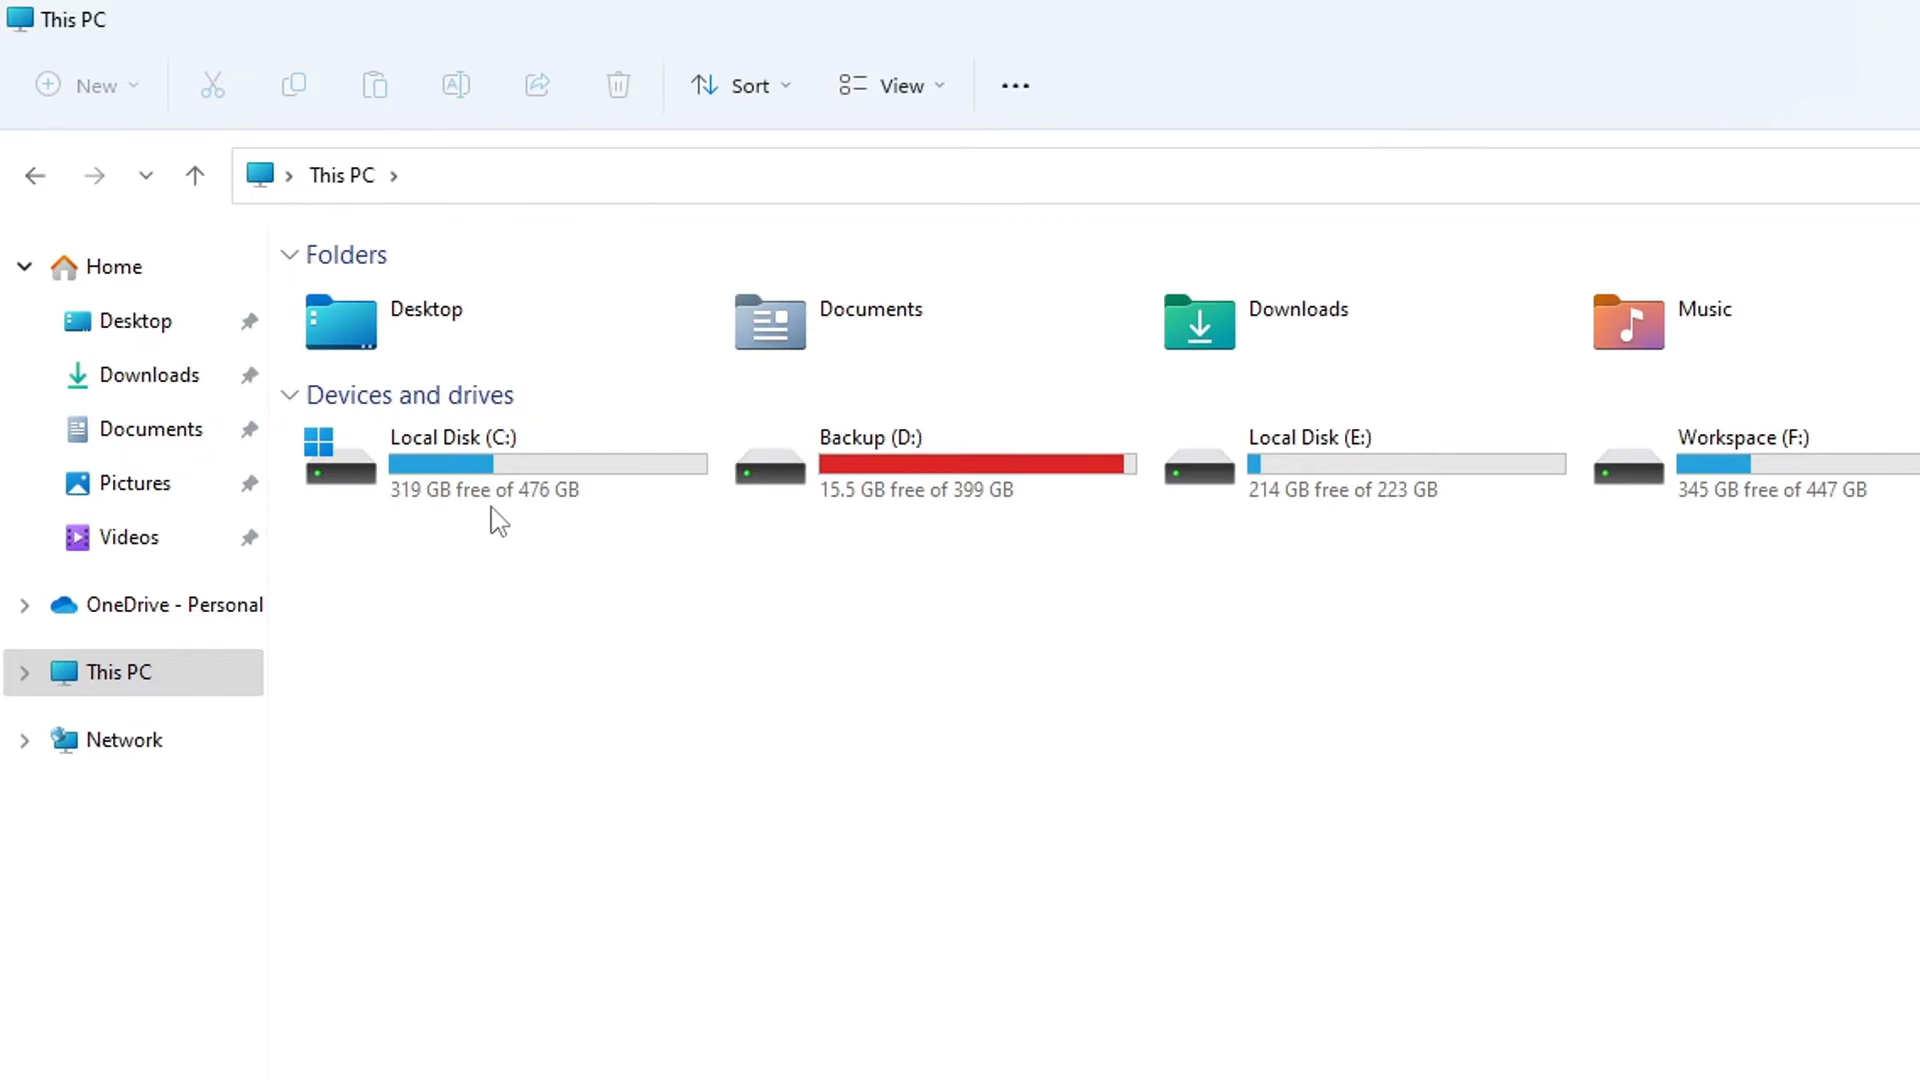 This PC
New
Sort
View
This PC
Home
Desktop
Downloads
Documents
Pictures
Videos
OneDrive - Personal
This PC
Network
Folders
Desktop
Documents
Downloads
Music
Devices and drives
Local Disk (C:)
319 GB free of 476 GB
Backup (D:)
15.5 GB free of 399 GB
Local Disk (E:)
214 GB free of 223 GB
Workspace (F:)
345 GB free of 447 GB